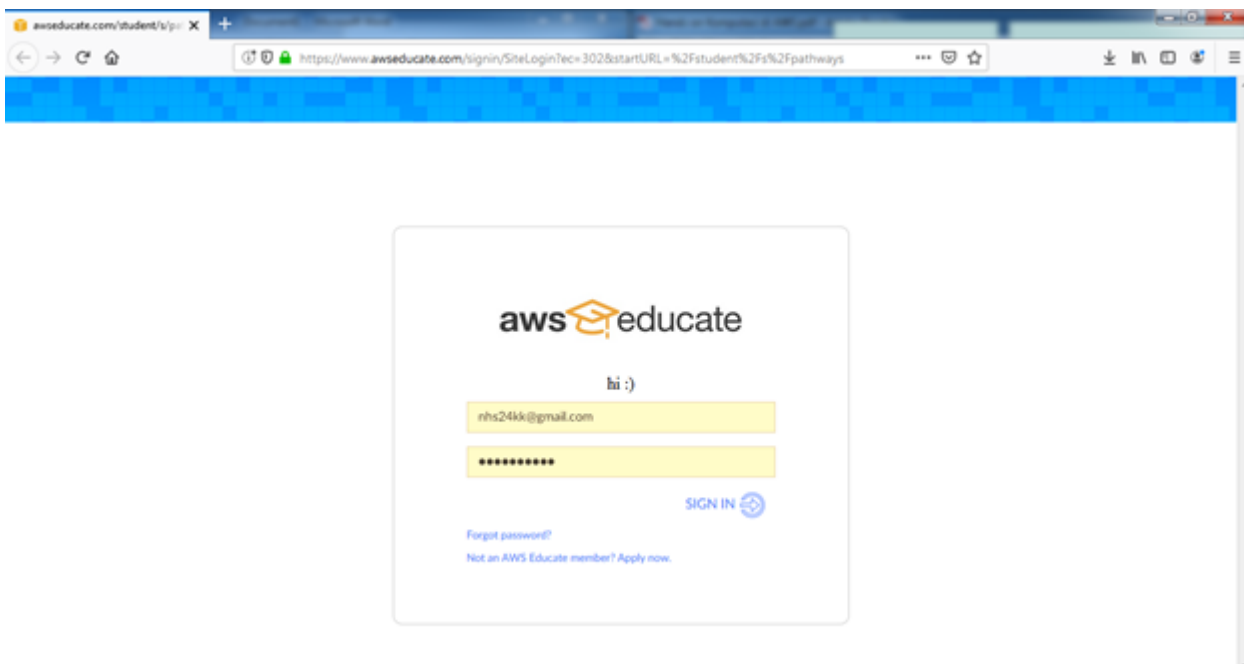 awseducate.com/student/s/pa
https://www.awseducate.com/signin/SiteLogin?ec=302&startURL=%2Fstudent%2Fs%2Fpathways
aws educate
hi :)
nhs24kk@gmail.com
••••••••••
SIGN IN
Forgot password?
Not an AWS Educate member? Apply now.